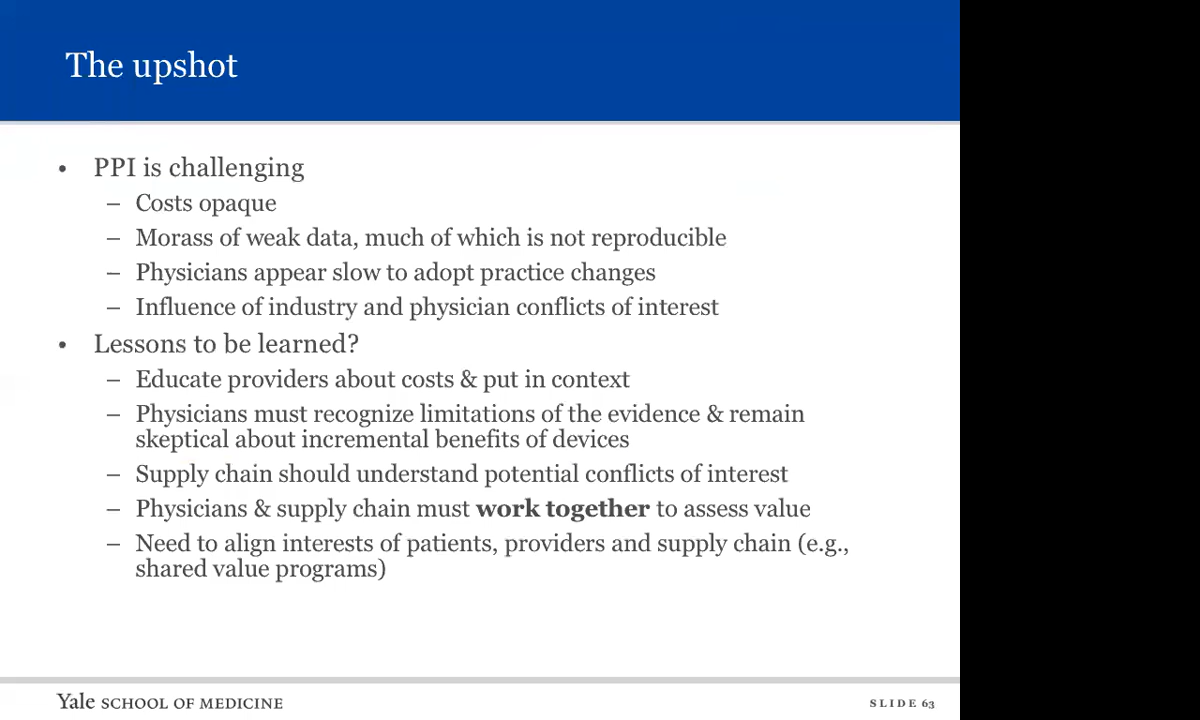 The upshot
• PPI is challenging
– Costs opaque
– Morass of weak data, much of which is not reproducible
– Physicians appear slow to adopt practice changes
– Influence of industry and physician conflicts of interest
• Lessons to be learned?
– Educate providers about costs & put in context
– Physicians must recognize limitations of the evidence & remain
skeptical about incremental benefits of devices
– Supply chain should understand potential conflicts of interest
– Physicians & supply chain must work together to assess value
– Need to align interests of patients, providers and supply chain (e.g.,
shared value programs)
Yale SCHOOL OF MEDICINE
SLIDE 63